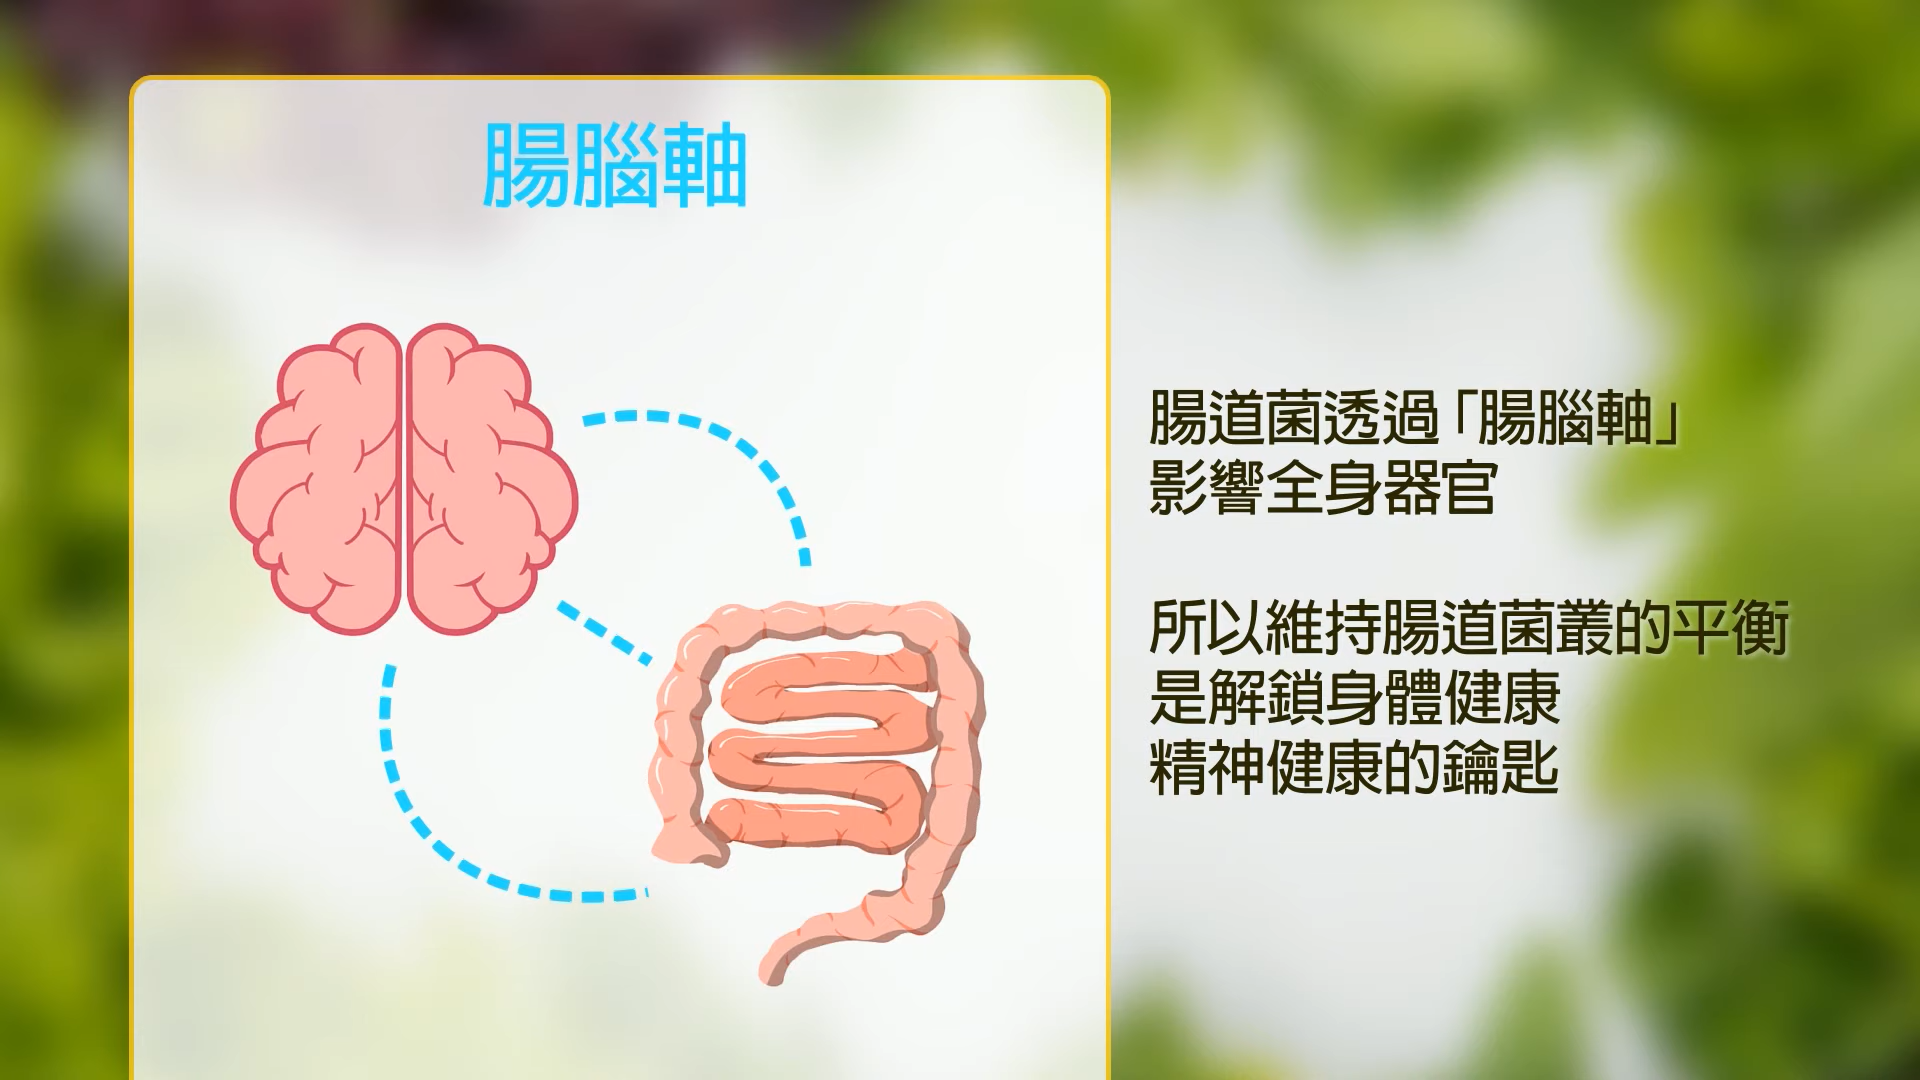 腸腦軸
腸道菌透過「腸腦軸」
影響全身器官
所以維持腸道菌叢的平衡
是解鎖身體健康
精神健康的鑰匙